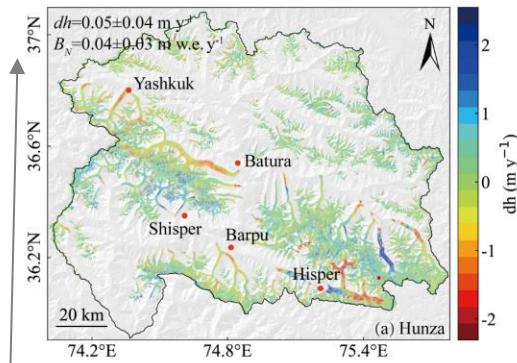 dh=0.05±0.04 m y⁻¹
B_N=0.04±0.03 m w.e. y⁻¹
N
Yashkuk
Batura
Shisper
Barpu
Hisper
20 km
(a) Hunza
37°N
36.6°N
36.2°N
74.2°E
74.8°E
75.4°E
2
1
0
-1
-2
dh (m y⁻¹)